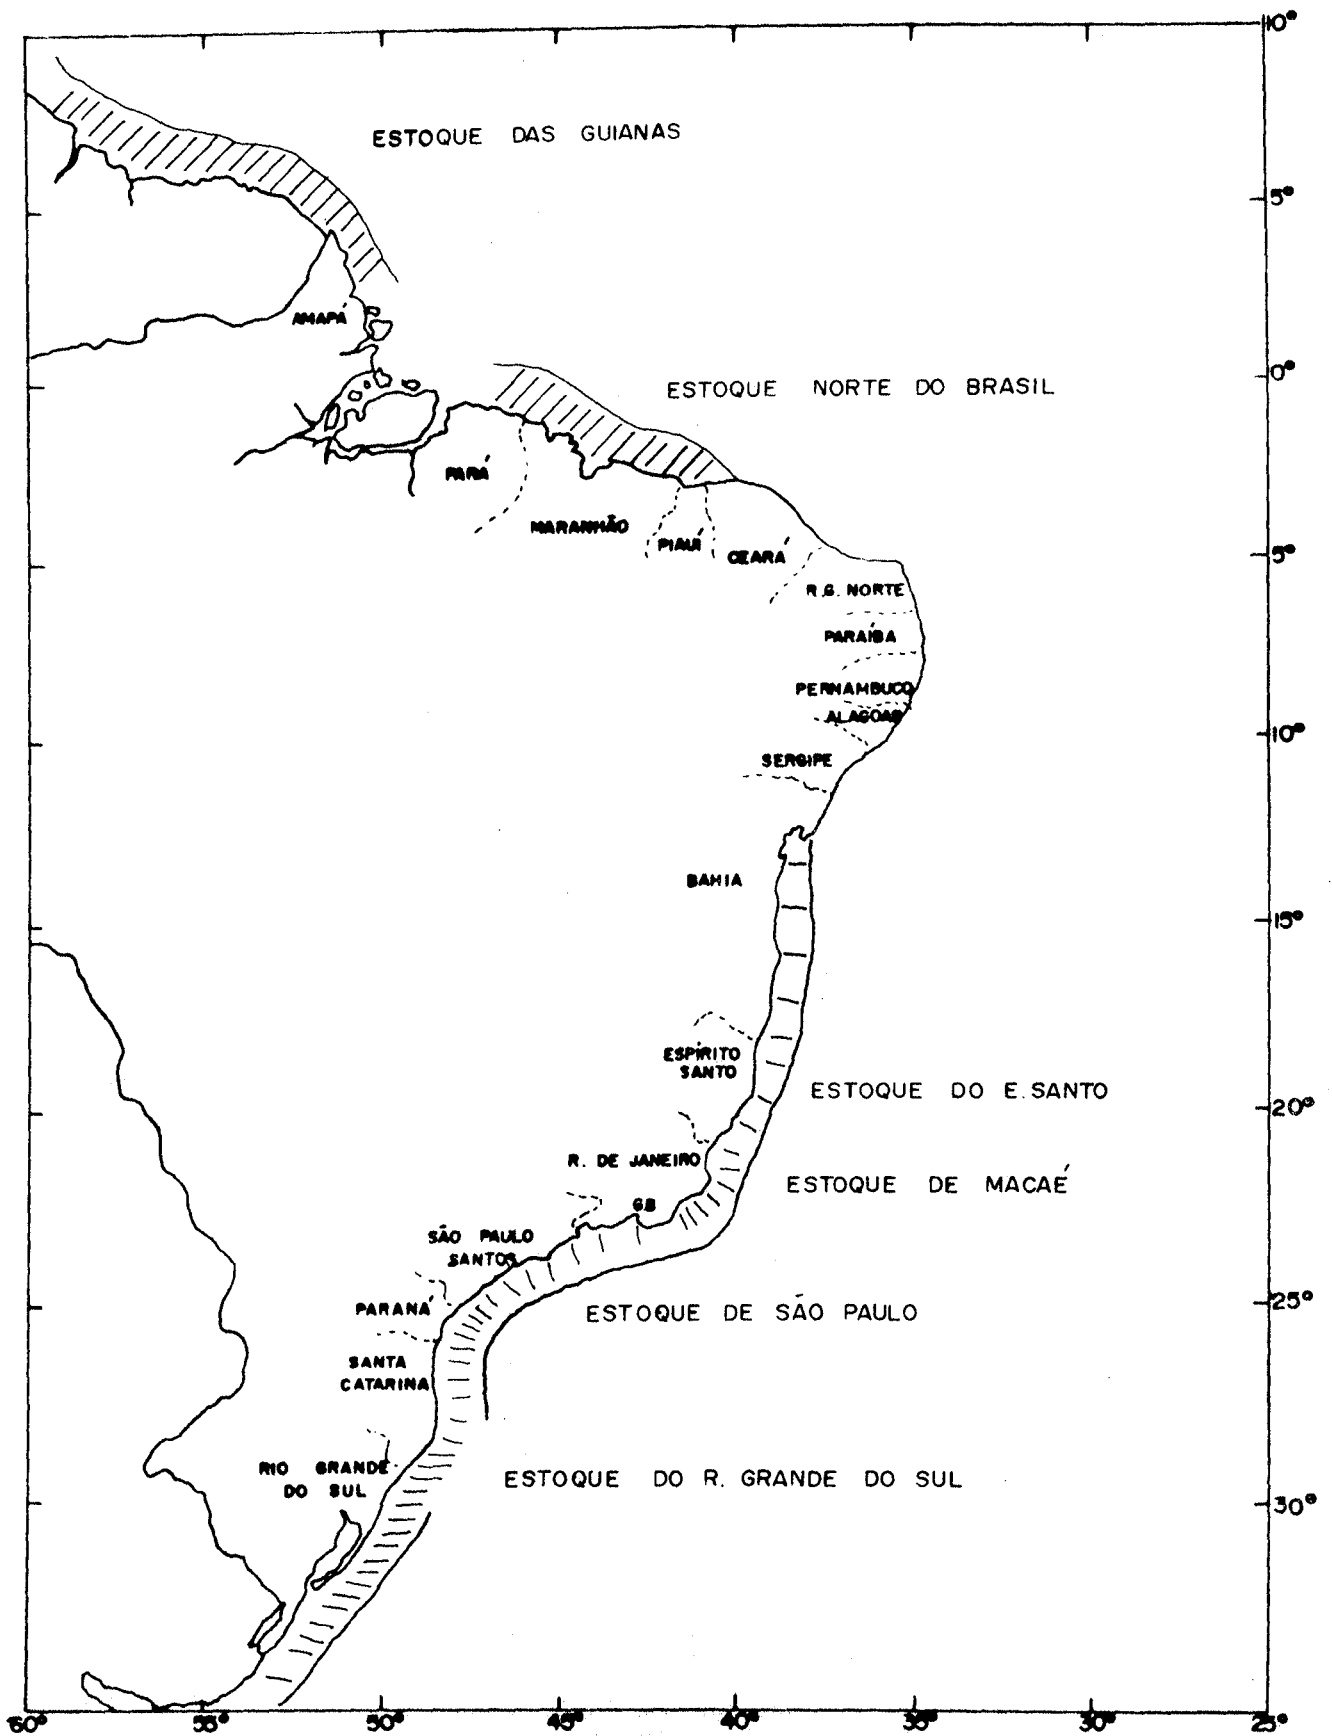 10°
ESTOQUE DAS GUIANAS
5°
AMAPÁ
0°
ESTOQUE NORTE DO BRASIL
PARÁ
MARANHÃO
PIAUÍ
CEARÁ
5°
R.G. NORTE
PARAÍBA
PERNAMBUCO
ALAGOAS
10°
SERGIPE
BAHIA
15°
ESPÍRITO
SANTO
ESTOQUE DO E. SANTO
20°
R. DE JANEIRO
ESTOQUE DE MACAÉ
GB
SÃO PAULO
SANTOS
PARANÁ
ESTOQUE DE SÃO PAULO
25°
SANTA
CATARINA
RIO GRANDE
DO SUL
ESTOQUE DO R. GRANDE DO SUL
30°
60° 55° 50° 45° 40° 35° 30° 25°